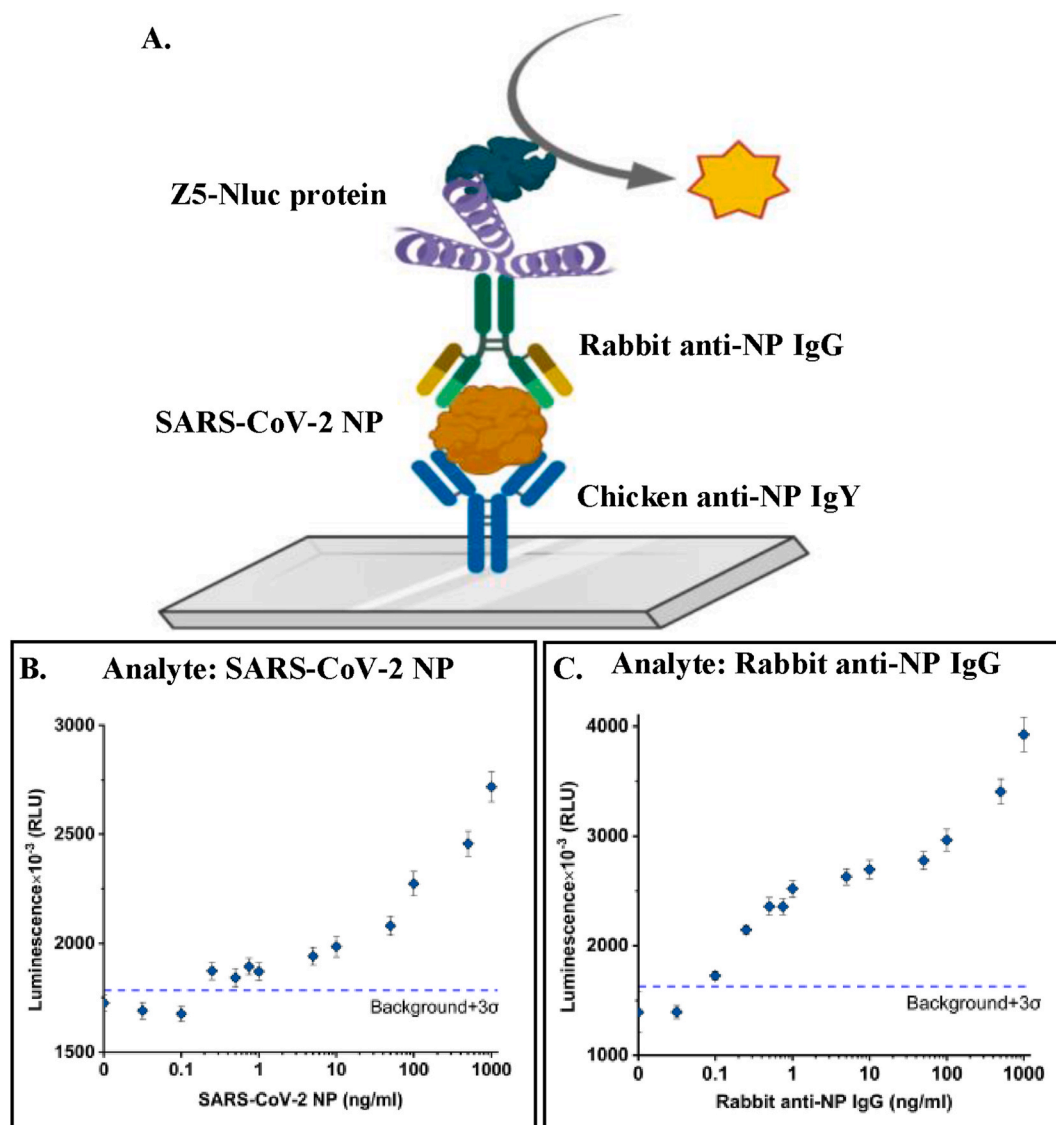 A.
Z5-Nluc protein
Rabbit anti-NP IgG
SARS-CoV-2 NP
Chicken anti-NP IgY
B. Analyte: SARS-CoV-2 NP
3000
2500
2000
1500
Luminescence×10⁻³ (RLU)
Background+3σ
0 0.1 1 10 100 1000
SARS-CoV-2 NP (ng/ml)
C. Analyte: Rabbit anti-NP IgG
4000
3000
2000
1000
Luminescence×10⁻³ (RLU)
Background+3σ
0 0.1 1 10 100 1000
Rabbit anti-NP IgG (ng/ml)